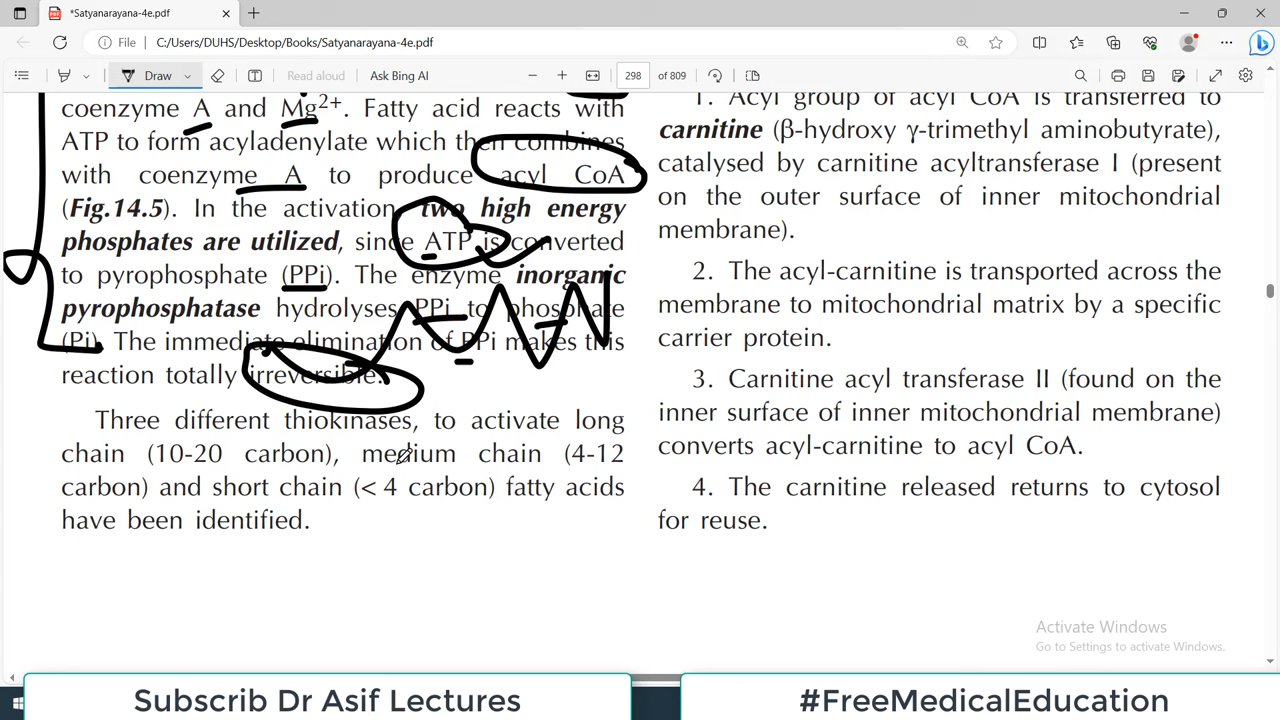 *Satyanarayana-4e.pdf
File
C:/Users/DUHS/Desktop/Books/Satyanarayana-4e.pdf
Draw
Read aloud
Ask Bing AI
298 of 809
coenzyme A and Mg2+. Fatty acid reacts with
ATP to form acyladenylate which then combines
with coenzyme A to produce acyl CoA
(Fig.14.5). In the activation, two high energy
phosphates are utilized, since ATP is converted
to pyrophosphate (PPi). The enzyme inorganic
pyrophosphatase hydrolyses PPi to phosphate
(Pi). The immediate elimination of PPi makes this
reaction totally irreversible.
Three different thiokinases, to activate long
chain (10-20 carbon), medium chain (4-12
carbon) and short chain (< 4 carbon) fatty acids
have been identified.
1. Acyl group of acyl CoA is transferred to
carnitine (β-hydroxy γ-trimethyl aminobutyrate),
catalysed by carnitine acyltransferase I (present
on the outer surface of inner mitochondrial
membrane).
2. The acyl-carnitine is transported across the
membrane to mitochondrial matrix by a specific
carrier protein.
3. Carnitine acyl transferase II (found on the
inner surface of inner mitochondrial membrane)
converts acyl-carnitine to acyl CoA.
4. The carnitine released returns to cytosol
for reuse.
Activate Windows
Go to Settings to activate Windows.
Subscrib Dr Asif Lectures
#FreeMedicalEducation